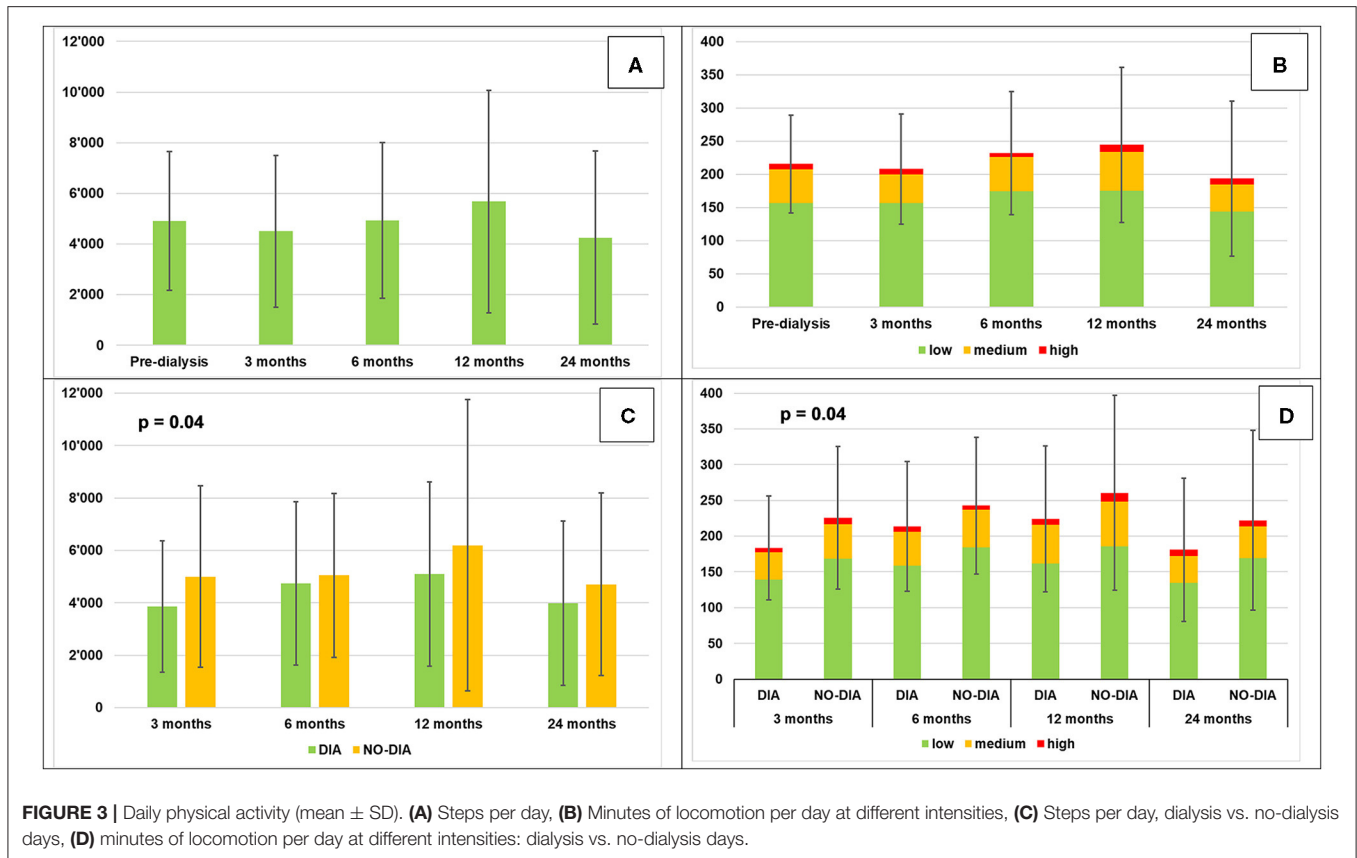 A
12'000
10'000
8'000
6'000
4'000
2'000
0
Pre-dialysis 3 months 6 months 12 months 24 months
B
400
350
300
250
200
150
100
50
0
Pre-dialysis 3 months 6 months 12 months 24 months
low medium high
C
p = 0.04
12'000
10'000
8'000
6'000
4'000
2'000
0
3 months 6 months 12 months 24 months
DIA NO-DIA
D
p = 0.04
400
350
300
250
200
150
100
50
0
DIA NO-DIA DIA NO-DIA DIA NO-DIA DIA NO-DIA
3 months 6 months 12 months 24 months
low medium high
FIGURE 3 | Daily physical activity (mean ± SD). (A) Steps per day, (B) Minutes of locomotion per day at different intensities, (C) Steps per day, dialysis vs. no-dialysis
days, (D) minutes of locomotion per day at different intensities: dialysis vs. no-dialysis days.